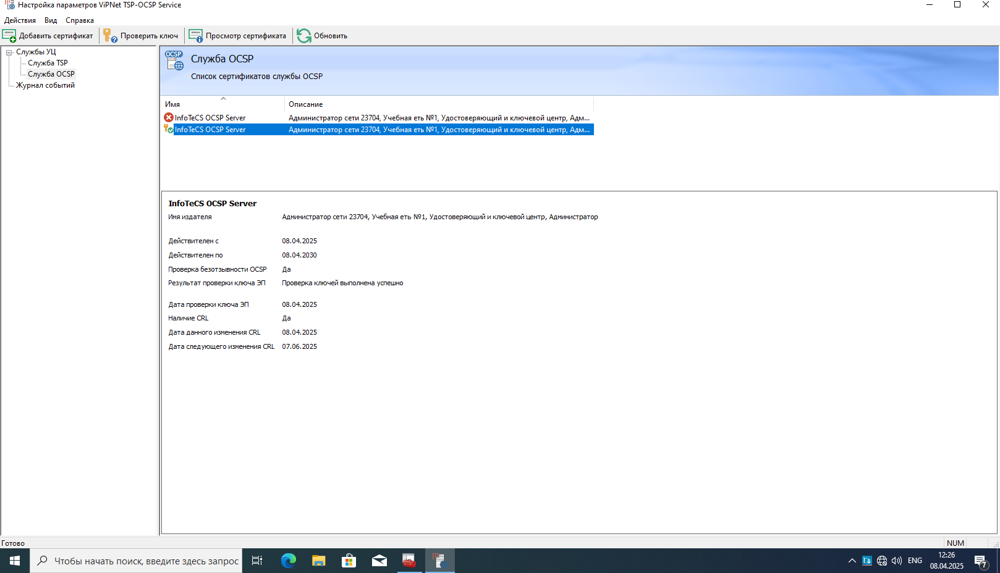 Настройка параметров ViPNet TSP-OCSP Service
Действия Вид Справка
Добавить сертификат Проверить ключ Просмотр сертификата Обновить
Службы УЦ
Служба TSP
Служба OCSP
Журнал событий
OCSP
Служба OCSP
Список сертификатов службы OCSP
Имя Описание
InfoTeCS OCSP Server Администратор сети 23704, Учебная еть №1, Удостоверяющий и ключевой центр, Адм...
InfoTeCS OCSP Server Администратор сети 23704, Учебная еть №1, Удостоверяющий и ключевой центр, Адм...
InfoTeCS OCSP Server
Имя издателя Администратор сети 23704, Учебная еть №1, Удостоверяющий и ключевой центр, Администратор
Действителен с 08.04.2025
Действителен по 08.04.2030
Проверка безотзывности OCSP Да
Результат проверки ключа ЭП Проверка ключей выполнена успешно
Дата проверки ключа ЭП 08.04.2025
Наличие CRL Да
Дата данного изменения CRL 08.04.2025
Дата следующего изменения CRL 07.06.2025
Готово NUM
Чтобы начать поиск, введите здесь запрос
ENG
12:26
08.04.2025
7